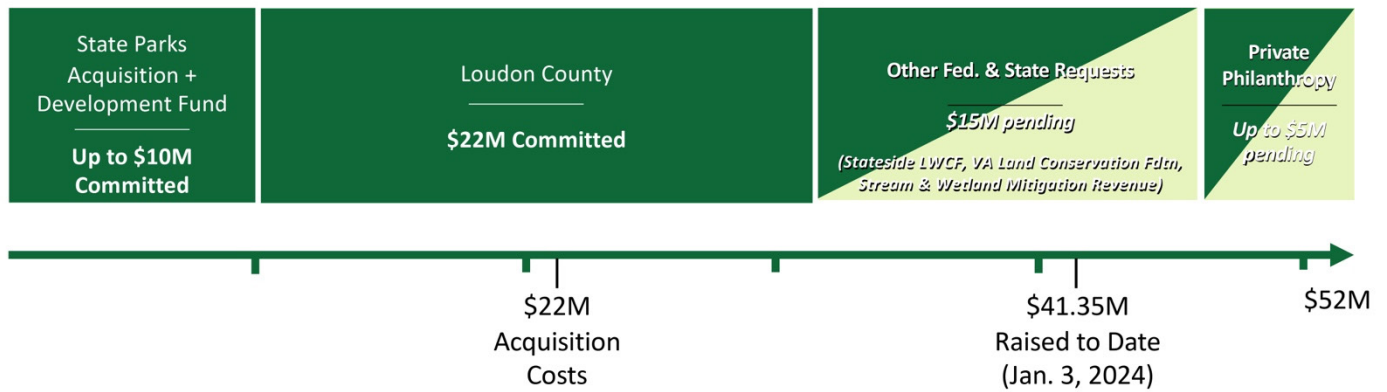 State Parks
Acquisition +
Development Fund
Up to $10M
Committed
Loudon County
$22M Committed
Other Fed. & State Requests
$15M pending
(Stateside LWCF, VA Land Conservation Fdtn,
Stream & Wetland Mitigation Revenue)
Private
Philanthropy
Up to $5M
pending
$22M
Acquisition
Costs
$41.35M
Raised to Date
(Jan. 3, 2024)
$52M